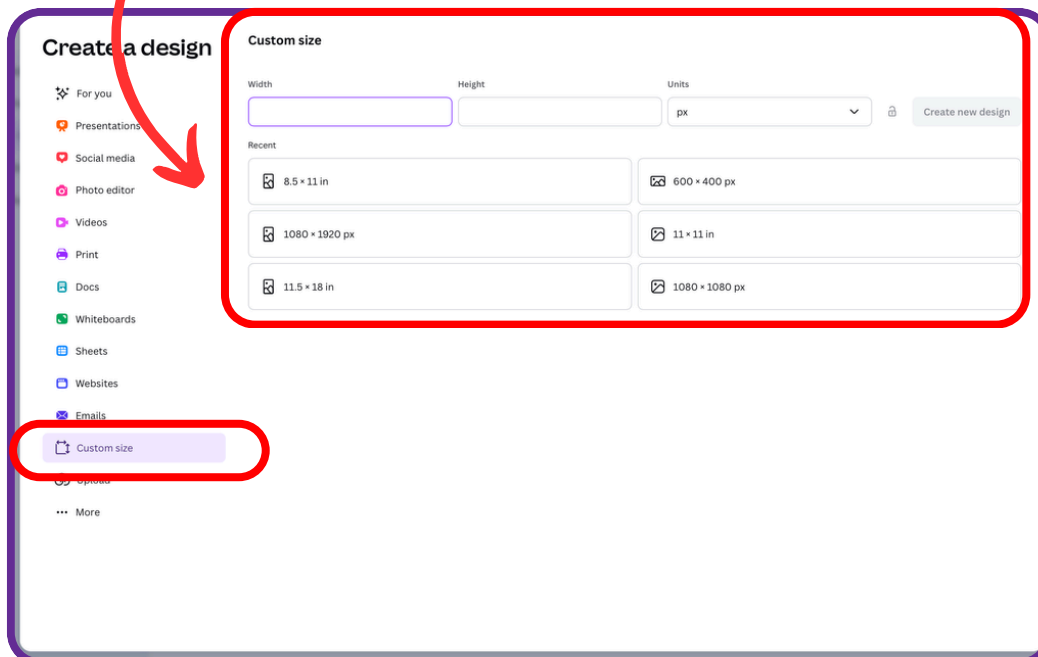 Create a design
For you
Presentations
Social media
Photo editor
Videos
Print
Docs
Whiteboards
Sheets
Websites
Emails
Custom size
Upload
More
Custom size
Width Height Units
px Create new design
Recent
8.5 × 11 in 600 × 400 px
1080 × 1920 px 11 × 11 in
11.5 × 18 in 1080 × 1080 px